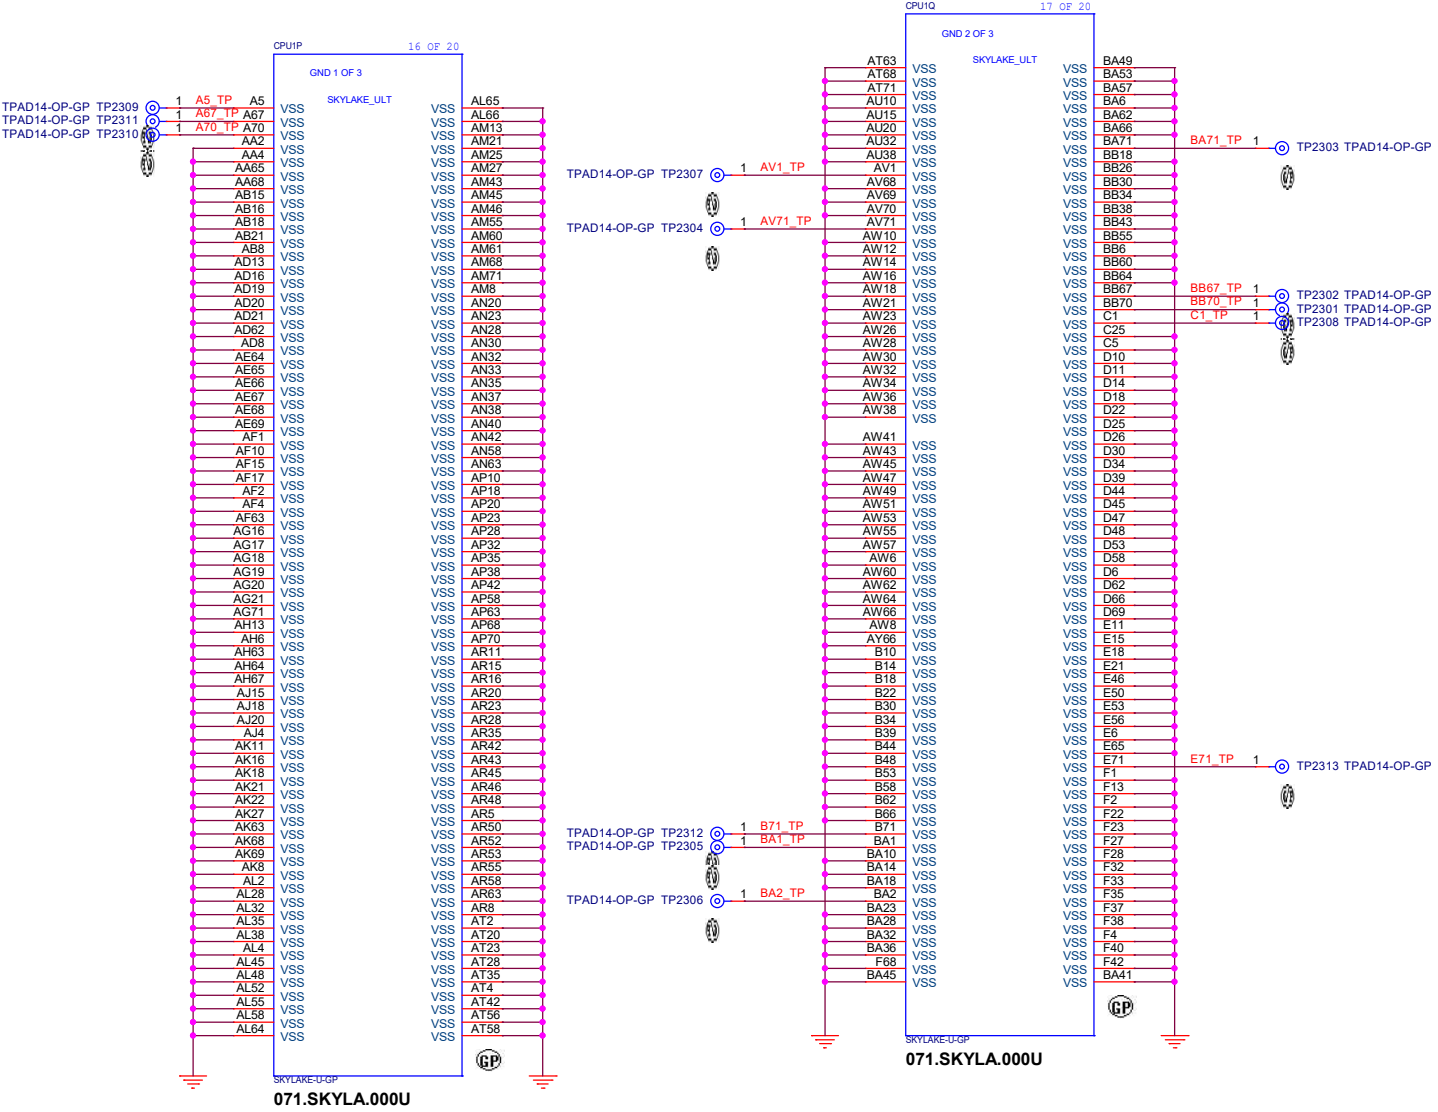 CPU1P 16 OF 20
GND 1 OF 3
SKYLAKE_ULT
TPAD14-OP-GP TP2309 1 A5_TP A5 VSS VSS AL65
TPAD14-OP-GP TP2311 1 A67_TP A67 VSS VSS AL66
TPAD14-OP-GP TP2310 1 A70_TP A70 VSS VSS AM13
AA2 VSS VSS AM21
AA4 VSS VSS AM25
AA65 VSS VSS AM27
AA68 VSS VSS AM43
AB15 VSS VSS AM45
AB16 VSS VSS AM46
AB18 VSS VSS AM55
AB21 VSS VSS AM60
AB8 VSS VSS AM61
AD13 VSS VSS AM68
AD16 VSS VSS AM71
AD19 VSS VSS AM8
AD20 VSS VSS AN20
AD21 VSS VSS AN23
AD62 VSS VSS AN28
AD8 VSS VSS AN30
AE64 VSS VSS AN32
AE65 VSS VSS AN33
AE66 VSS VSS AN35
AE67 VSS VSS AN37
AE68 VSS VSS AN38
AE69 VSS VSS AN40
AF1 VSS VSS AN42
AF10 VSS VSS AN58
AF15 VSS VSS AN63
AF17 VSS VSS AP10
AF2 VSS VSS AP18
AF4 VSS VSS AP20
AF63 VSS VSS AP23
AG16 VSS VSS AP28
AG17 VSS VSS AP32
AG18 VSS VSS AP35
AG19 VSS VSS AP38
AG20 VSS VSS AP42
AG21 VSS VSS AP58
AG71 VSS VSS AP63
AH13 VSS VSS AP68
AH6 VSS VSS AP70
AH63 VSS VSS AR11
AH64 VSS VSS AR15
AH67 VSS VSS AR16
AJ15 VSS VSS AR20
AJ18 VSS VSS AR23
AJ20 VSS VSS AR28
AJ4 VSS VSS AR35
AK11 VSS VSS AR42
AK16 VSS VSS AR43
AK18 VSS VSS AR45
AK21 VSS VSS AR46
AK22 VSS VSS AR48
AK27 VSS VSS AR5
AK63 VSS VSS AR50
AK68 VSS VSS AR52
AK69 VSS VSS AR53
AK8 VSS VSS AR55
AL2 VSS VSS AR58
AL28 VSS VSS AR63
AL32 VSS VSS AR8
AL35 VSS VSS AT2
AL38 VSS VSS AT20
AL4 VSS VSS AT23
AL45 VSS VSS AT28
AL48 VSS VSS AT35
AL52 VSS VSS AT4
AL55 VSS VSS AT42
AL58 VSS VSS AT56
AL64 VSS VSS AT58
GP
SKYLAKE-U-GP
071.SKYLA.000U
CPU1Q 17 OF 20
GND 2 OF 3
SKYLAKE_ULT
AT63 VSS VSS BA49
AT68 VSS VSS BA53
AT71 VSS VSS BA57
AU10 VSS VSS BA6
AU15 VSS VSS BA62
AU20 VSS VSS BA66
AU32 VSS VSS BA71 BA71_TP 1 TP2303 TPAD14-OP-GP
AU38 VSS VSS BB18
TPAD14-OP-GP TP2307 1 AV1_TP AV1 VSS VSS BB26
AV68 VSS VSS BB30
AV69 VSS VSS BB34
AV70 VSS VSS BB38
TPAD14-OP-GP TP2304 1 AV71_TP AV71 VSS VSS BB43
AW10 VSS VSS BB55
AW12 VSS VSS BB6
AW14 VSS VSS BB60
AW16 VSS VSS BB64
AW18 VSS VSS BB67 BB67_TP 1 TP2302 TPAD14-OP-GP
AW21 VSS VSS BB70 BB70_TP 1 TP2301 TPAD14-OP-GP
AW23 VSS VSS C1 C1_TP 1 TP2308 TPAD14-OP-GP
AW26 VSS VSS C25
AW28 VSS VSS C5
AW30 VSS VSS D10
AW32 VSS VSS D11
AW34 VSS VSS D14
AW36 VSS VSS D18
AW38 VSS VSS D22
VSS D25
AW41 VSS VSS D26
AW43 VSS VSS D30
AW45 VSS VSS D34
AW47 VSS VSS D39
AW49 VSS VSS D44
AW51 VSS VSS D45
AW53 VSS VSS D47
AW55 VSS VSS D48
AW57 VSS VSS D53
AW6 VSS VSS D58
AW60 VSS VSS D6
AW62 VSS VSS D62
AW64 VSS VSS D66
AW66 VSS VSS D69
AW8 VSS VSS E11
AY66 VSS VSS E15
B10 VSS VSS E18
B14 VSS VSS E21
B18 VSS VSS E46
B22 VSS VSS E50
B30 VSS VSS E53
B34 VSS VSS E56
B39 VSS VSS E6
B44 VSS VSS E65
B48 VSS VSS E71 E71_TP 1 TP2313 TPAD14-OP-GP
B53 VSS VSS F1
B58 VSS VSS F13
B62 VSS VSS F2
B66 VSS VSS F22
TPAD14-OP-GP TP2312 1 B71_TP B71 VSS VSS F23
TPAD14-OP-GP TP2305 1 BA1_TP BA1 VSS VSS F27
BA10 VSS VSS F28
BA14 VSS VSS F32
BA18 VSS VSS F33
TPAD14-OP-GP TP2306 1 BA2_TP BA2 VSS VSS F35
BA23 VSS VSS F37
BA28 VSS VSS F38
BA32 VSS VSS F4
BA36 VSS VSS F40
F68 VSS VSS F42
BA45 VSS VSS BA41
GP
SKYLAKE-U-GP
071.SKYLA.000U